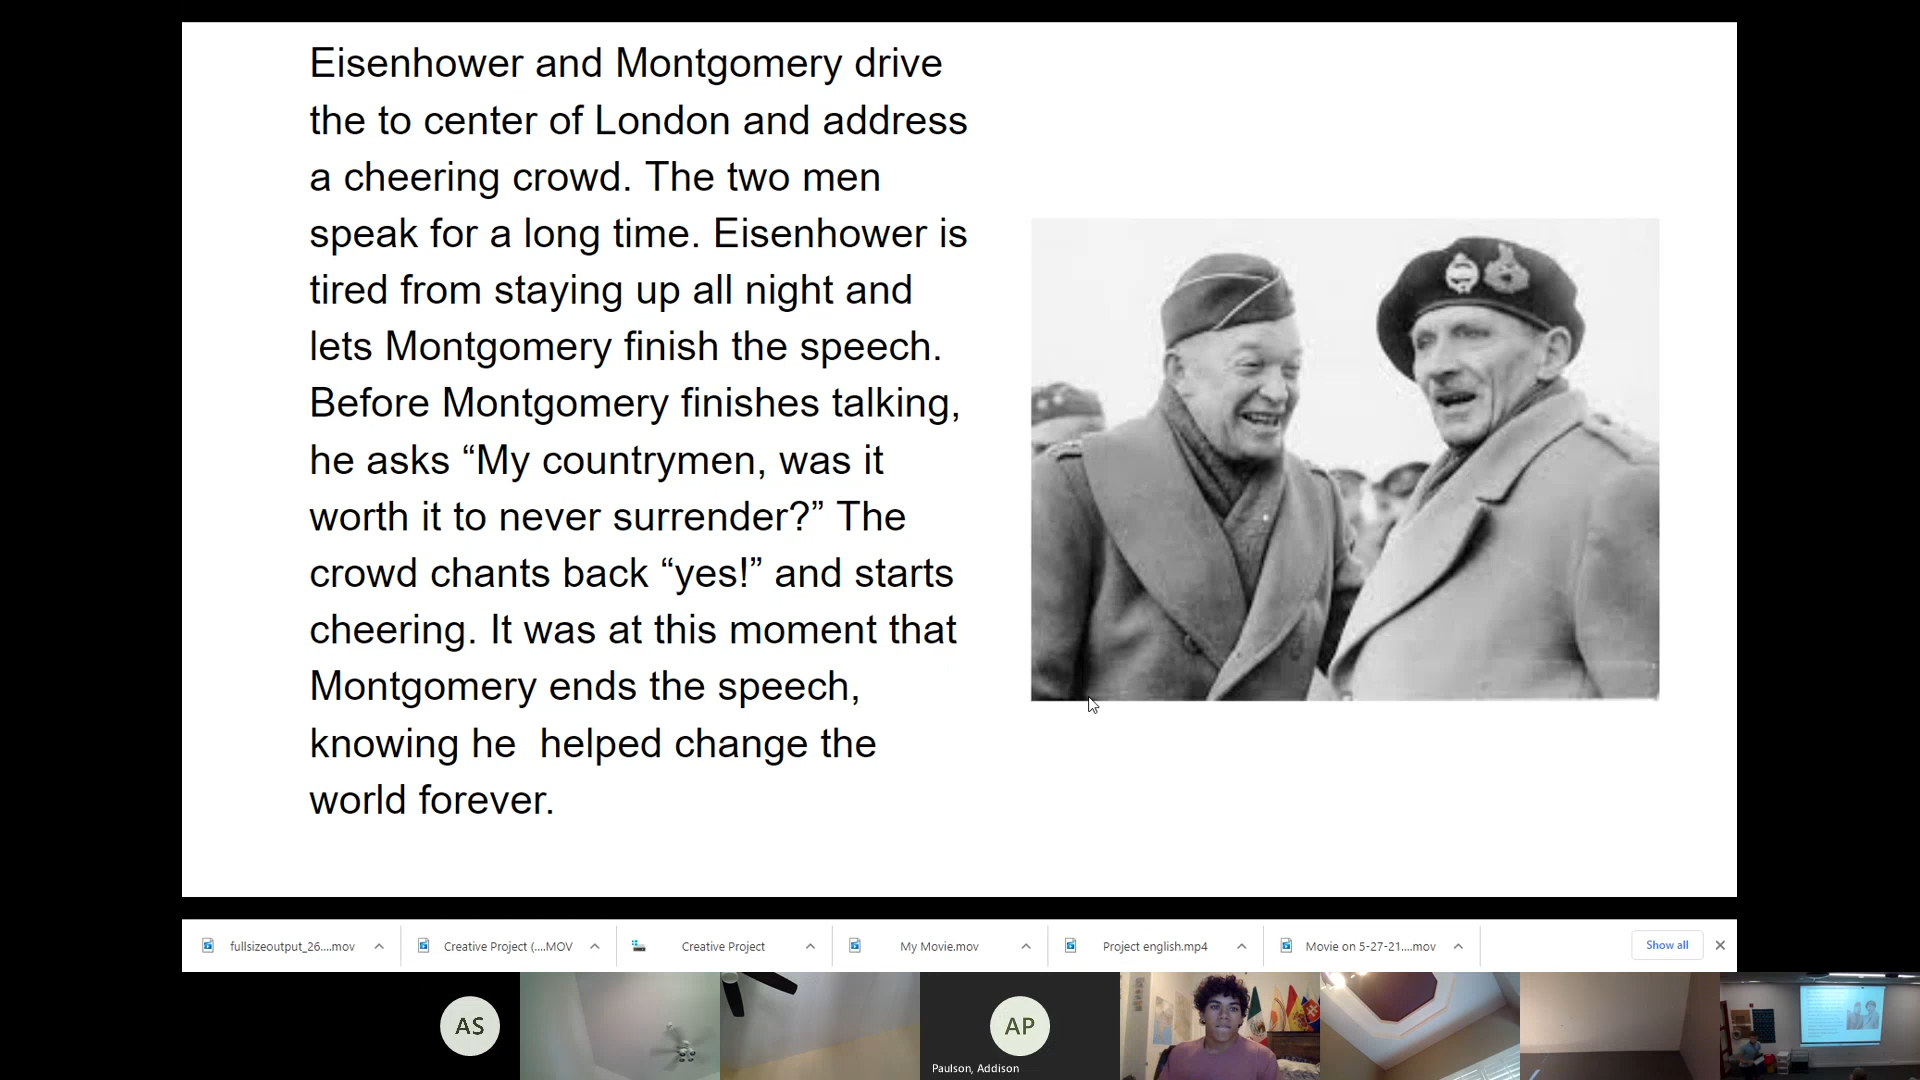 Eisenhower and Montgomery drive
the to center of London and address
a cheering crowd. The two men
speak for a long time. Eisenhower is
tired from staying up all night and
lets Montgomery finish the speech.
Before Montgomery finishes talking,
he asks “My countrymen, was it
worth it to never surrender?” The
crowd chants back “yes!” and starts
cheering. It was at this moment that
Montgomery ends the speech,
knowing he  helped change the
world forever.
fullsizeoutput_26....mov
Creative Project (....MOV
Creative Project
My Movie.mov
Project english.mp4
Movie on 5-27-21....mov
Show all
AS
AP
Paulson, Addison